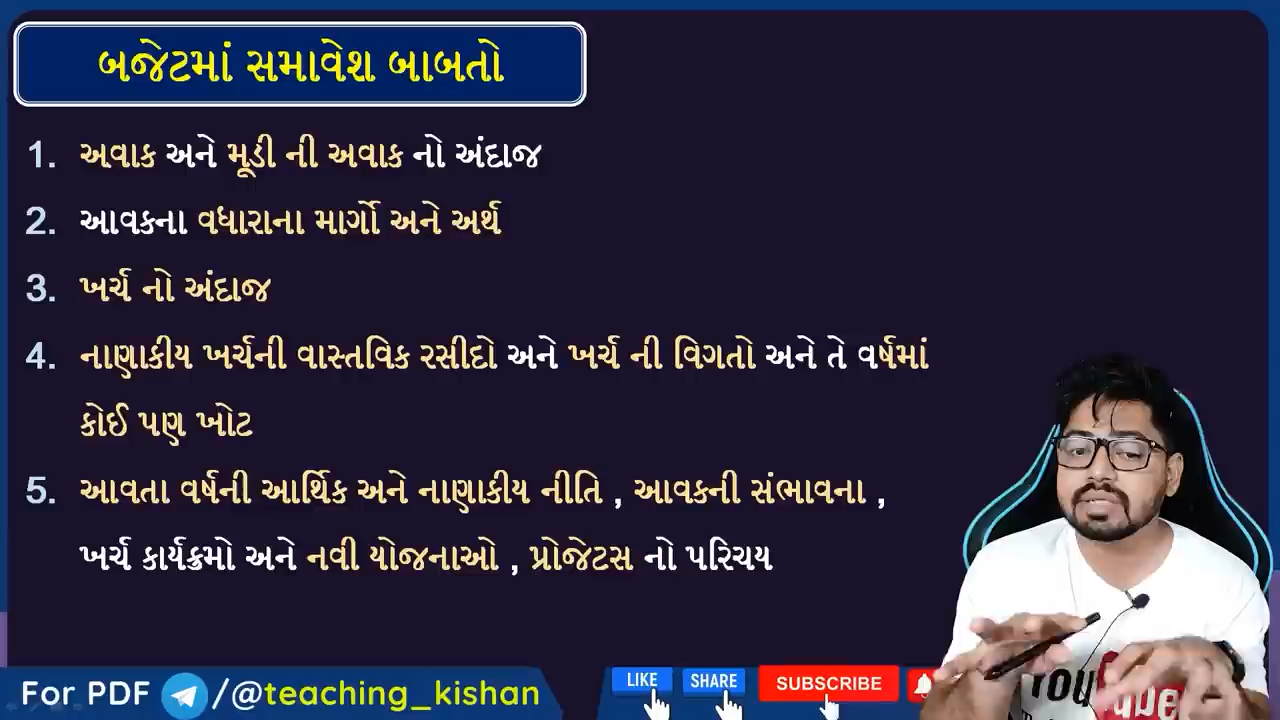 બજેટમાં સમાવેશ બાબતો
1. અવાક અને મૂડી ની અવાક નો અંદાજ
2. આવકના વધારાના માર્ગો અને અર્થ
3. ખર્ચ નો અંદાજ
4. નાણાકીય ખર્ચની વાસ્તવિક રસીદો અને ખર્ચ ની વિગતો અને તે વર્ષમાં
કોઈ પણ ખોટ
5. આવતા વર્ષની આર્થિક અને નાણાકીય નીતિ , આવકની સંભાવના ,
ખર્ચ કાર્યક્રમો અને નવી યોજનાઓ , પ્રોજેટસ નો પરિચય
For PDF /@teaching_kishan
LIKE SHARE SUBSCRIBE
YouTube